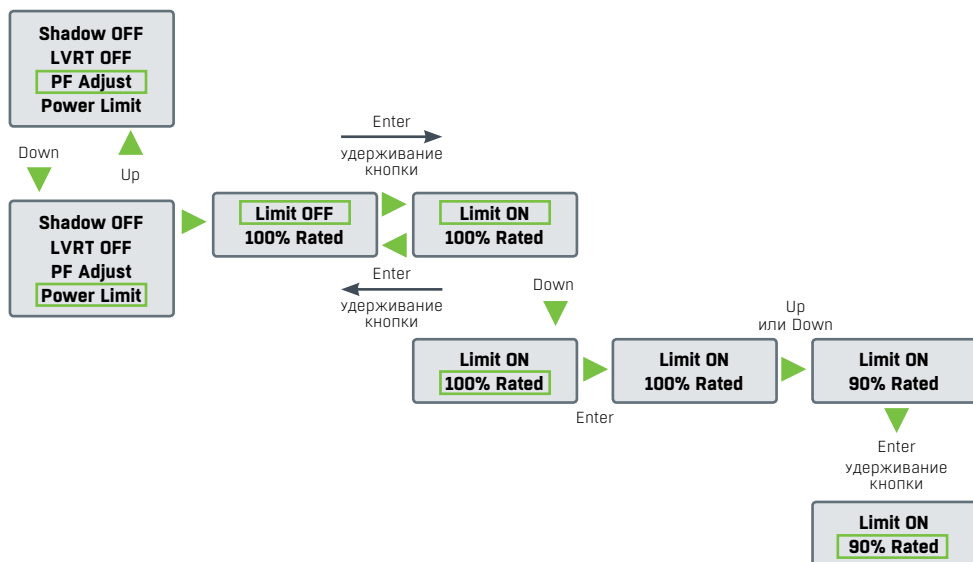 Shadow OFF
LVRT OFF
PF Adjust
Power Limit
Down
Up
Enter
удерживание
кнопки
Shadow OFF
LVRT OFF
PF Adjust
Power Limit
Limit OFF
100% Rated
Limit ON
100% Rated
Enter
удерживание
кнопки
Down
Up
или Down
Limit ON
100% Rated
Enter
Limit ON
100% Rated
Limit ON
90% Rated
Enter
удерживание
кнопки
Limit ON
90% Rated